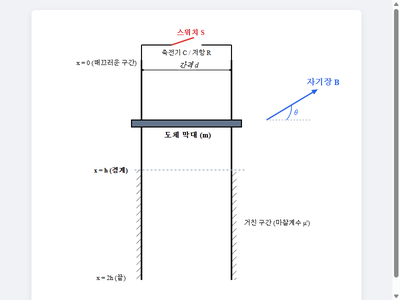 스위치 S
축전기 C / 저항 R
x = 0 (매끄러운 구간)
간격 d
자기장 B
θ
도체 막대 (m)
x = h (경계)
거친 구간 (마찰계수 μ')
x = 2h (끝)